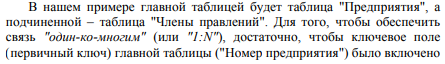 В нашем примере главной таблицей будет таблица "Предприятия", а
подчиненной – таблица "Члены правлений". Для того, чтобы обеспечить
связь "один-ко-многим" (или "1:N"), достаточно, чтобы ключевое поле
(первичный ключ) главной таблицы ("Номер предприятия") было включено